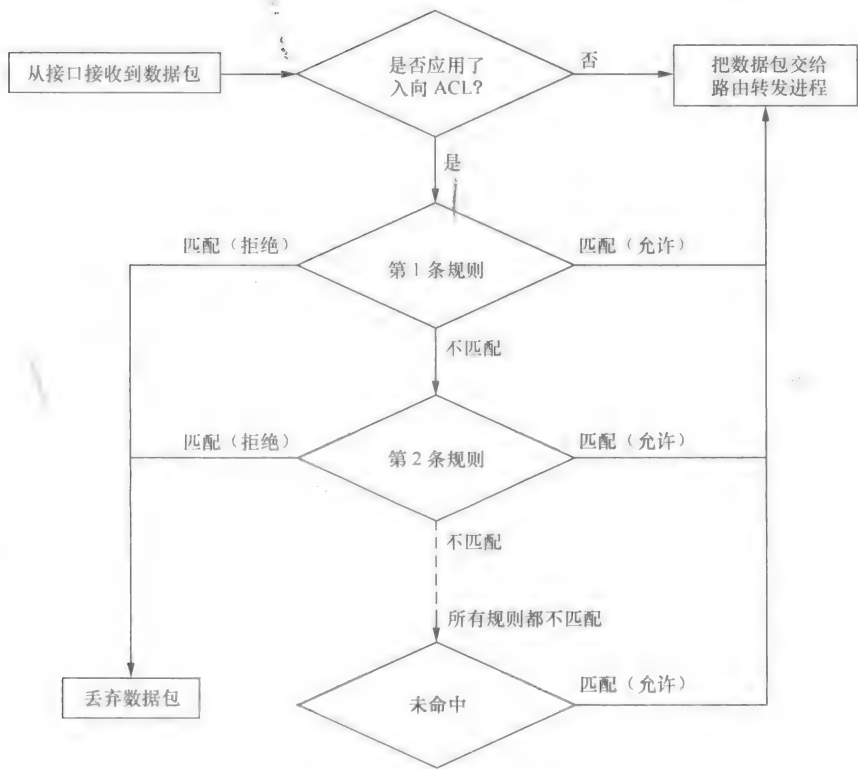 从接口接收到数据包
是否应用了
入向 ACL?
否
把数据包交给
路由转发进程
是
匹配（拒绝）
第 1 条规则
匹配（允许）
不匹配
匹配（拒绝）
第 2 条规则
匹配（允许）
不匹配
所有规则都不匹配
丢弃数据包
未命中
匹配（允许）